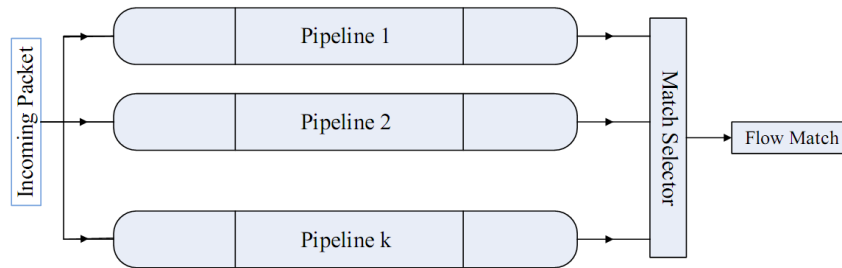 Incoming Packet
Pipeline 1
Pipeline 2
Pipeline k
Match Selector
Flow Match